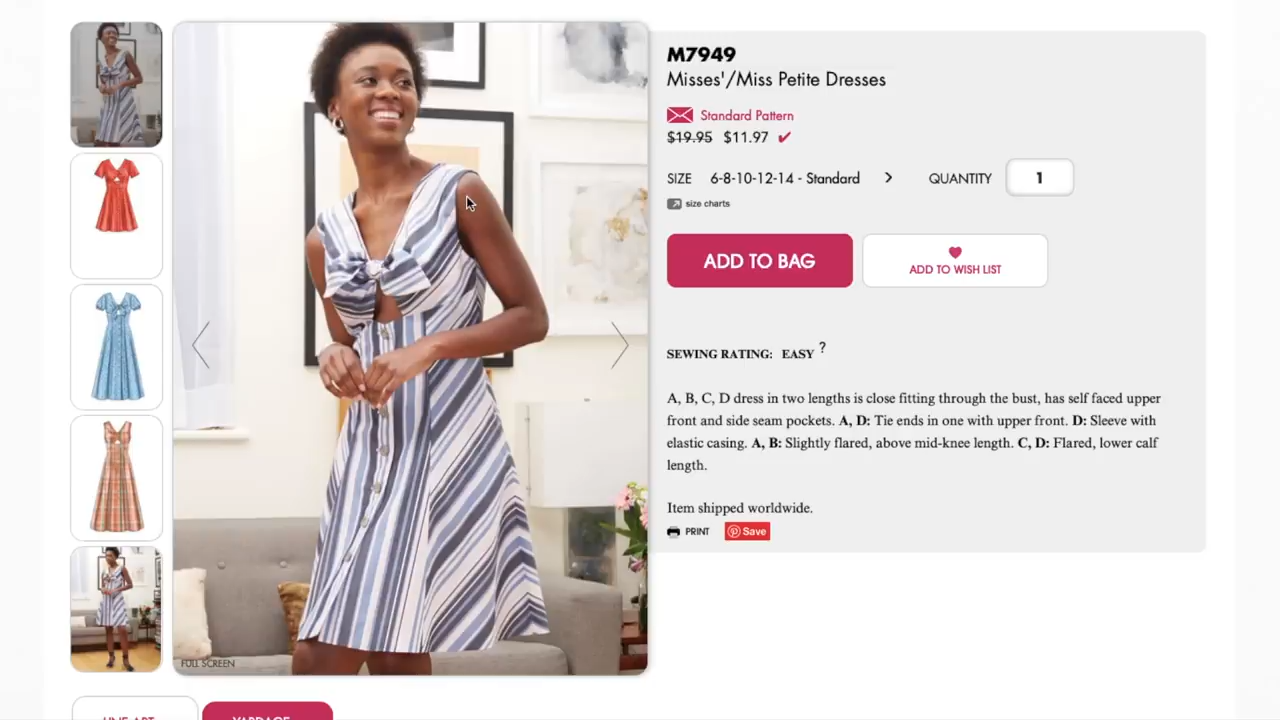 M7949
Misses'/Miss Petite Dresses
Standard Pattern
$19.95 $11.97 ✔
SIZE 6-8-10-12-14 - Standard > QUANTITY 1
size charts
ADD TO BAG
ADD TO WISH LIST
SEWING RATING: EASY ?
A, B, C, D dress in two lengths is close fitting through the bust, has self faced upper
front and side seam pockets. A, D: Tie ends in one with upper front. D: Sleeve with
elastic casing. A, B: Slightly flared, above mid-knee length. C, D: Flared, lower calf
length.
Item shipped worldwide.
PRINT Save
FULL SCREEN
LINE ART YARDAGE